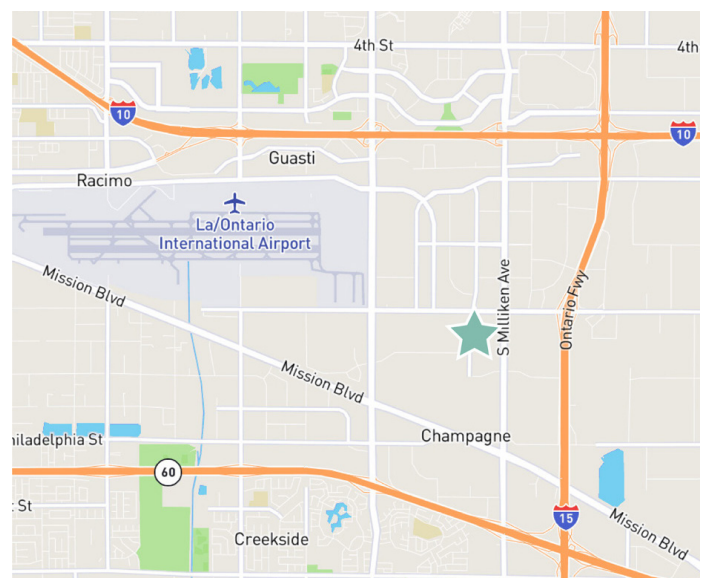 4th St
4th
10
10
Guasti
Racimo
La/Ontario
International Airport
Mission Blvd
S Milliken Ave
Ontario Fwy
Mission Blvd
Champagne
hiladelphia St
60
St
15
Mission Blvd
Creekside